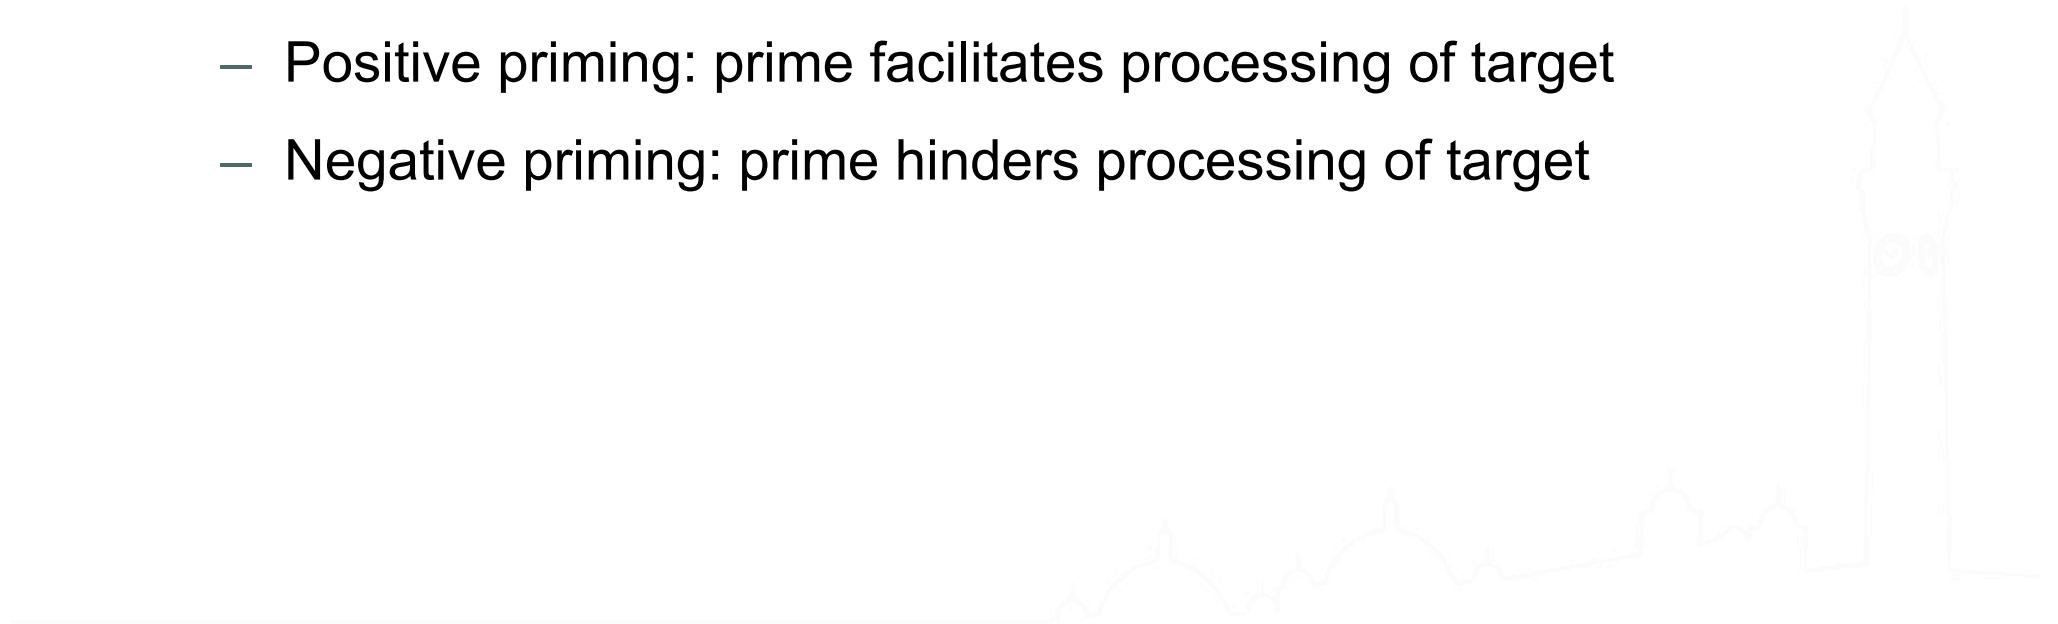 – Positive priming: prime facilitates processing of target
– Negative priming: prime hinders processing of target